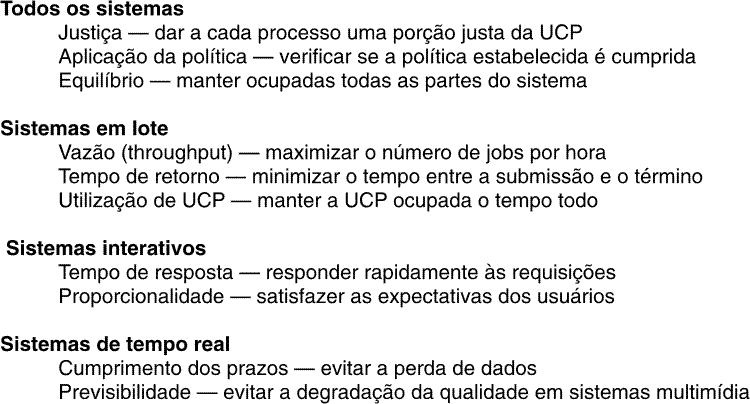 Todos os sistemas
Justiça — dar a cada processo uma porção justa da UCP
Aplicação da política — verificar se a política estabelecida é cumprida
Equilíbrio — manter ocupadas todas as partes do sistema
Sistemas em lote
Vazão (throughput) — maximizar o número de jobs por hora
Tempo de retorno — minimizar o tempo entre a submissão e o término
Utilização de UCP — manter a UCP ocupada o tempo todo
Sistemas interativos
Tempo de resposta — responder rapidamente às requisições
Proporcionalidade — satisfazer as expectativas dos usuários
Sistemas de tempo real
Cumprimento dos prazos — evitar a perda de dados
Previsibilidade — evitar a degradação da qualidade em sistemas multimídia